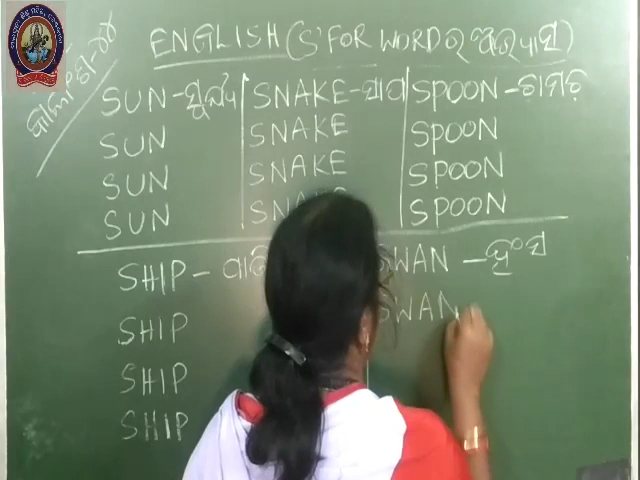 ENGLISH ('S' FOR WORD ର ଅଭ୍ୟାସ)
SUN - ସୂର୍ଯ୍ୟ SNAKE - ସାପ SPOON - ଚାମଚ
SUN SNAKE SPOON
SUN SNAKE SPOON
SUN SNAKE SPOON
SHIP - SWAN - ହଂସ
SHIP SWAN
SHIP
SHIP